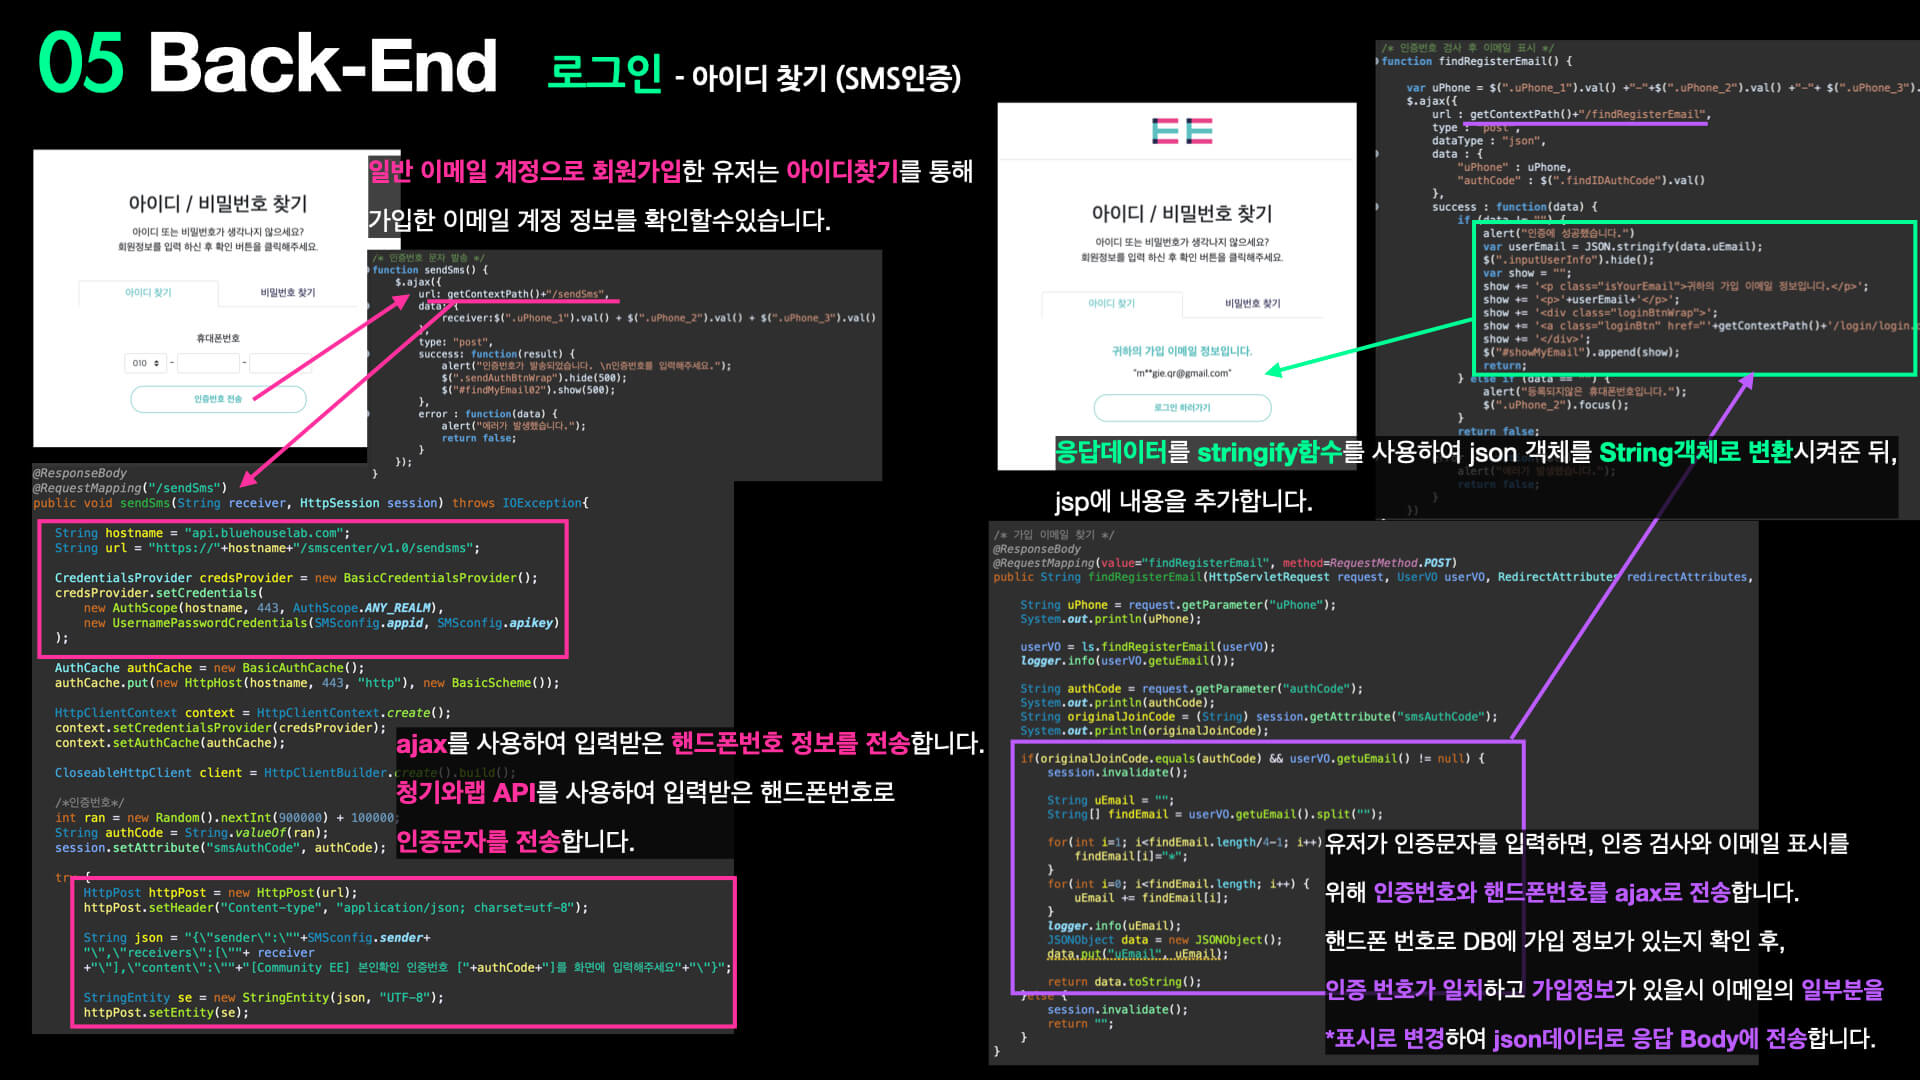 05 Back-End 로그인 - 아이디 찾기 (SMS인증)
아이디 / 비밀번호 찾기
아이디 또는 비밀번호가 생각나지 않으세요?
회원정보를 입력 하신 후 확인 버튼을 클릭해주세요.
아이디 찾기
비밀번호 찾기
휴대폰번호
010 - -
인증번호 전송
일반 이메일 계정으로 회원가입한 유저는 아이디찾기를 통해
가입한 이메일 계정 정보를 확인할수있습니다.
/* 인증번호 문자 발송 */
function sendSms() {
$.ajax({
url: getContextPath()+"/sendSms",
data: {
receiver:$(".uPhone_1").val() + $(".uPhone_2").val() + $(".uPhone_3").val()
},
type: "post",
success: function(result) {
alert("인증번호가 발송되었습니다. \n인증번호를 입력해주세요.");
$(".sendAuthBtnWrap").hide(500);
$("#findMyEmail02").show(500);
},
error : function(data) {
alert("에러가 발생했습니다.");
return false;
}
});
}
@ResponseBody
@RequestMapping("/sendSms")
public void sendSms(String receiver, HttpSession session) throws IOException{
String hostname = "api.bluehouselab.com";
String url = "https://"+hostname+"/smscenter/v1.0/sendsms";
CredentialsProvider credsProvider = new BasicCredentialsProvider();
credsProvider.setCredentials(
new AuthScope(hostname, 443, AuthScope.ANY_REALM),
new UsernamePasswordCredentials(SMSconfig.appid, SMSconfig.apikey)
);
AuthCache authCache = new BasicAuthCache();
authCache.put(new HttpHost(hostname, 443, "http"), new BasicScheme());
HttpClientContext context = HttpClientContext.create();
context.setCredentialsProvider(credsProvider);
context.setAuthCache(authCache);
CloseableHttpClient client = HttpClientBuilder.create().build();
/*인증번호*/
int ran = new Random().nextInt(900000) + 100000;
String authCode = String.valueOf(ran);
session.setAttribute("smsAuthCode", authCode);
try {
HttpPost httpPost = new HttpPost(url);
httpPost.setHeader("Content-type", "application/json; charset=utf-8");
String json = "{\"sender\":\""+SMSconfig.sender+
"\",\"receivers\":[\""+ receiver
+"\"],\"content\":\""+"[Community EE] 본인확인 인증번호 ["+authCode+"]를 화면에 입력해주세요"+"\"}";
StringEntity se = new StringEntity(json, "UTF-8");
httpPost.setEntity(se);
ajax를 사용하여 입력받은 핸드폰번호 정보를 전송합니다.
청기와랩 API를 사용하여 입력받은 핸드폰번호로
인증문자를 전송합니다.
EE
아이디 / 비밀번호 찾기
아이디 또는 비밀번호가 생각나지 않으세요?
회원정보를 입력 하신 후 확인 버튼을 클릭해주세요.
아이디 찾기
비밀번호 찾기
귀하의 가입 이메일 정보입니다.
"m**gie.qr@gmail.com"
로그인 하러가기
/* 인증번호 검사 후 이메일 표시 */
function findRegisterEmail() {
var uPhone = $(".uPhone_1").val() +"-"+$(".uPhone_2").val() +"-"+ $(".uPhone_3").
$.ajax({
url : getContextPath()+"/findRegisterEmail",
type : "post",
dataType : "json",
data : {
"uPhone" : uPhone,
"authCode" : $(".findIDAuthCode").val()
},
success : function(data) {
if (data != "") {
alert("인증에 성공했습니다.")
var userEmail = JSON.stringify(data.uEmail);
$(".inputUserInfo").hide();
var show = "";
show += '<p class="isYourEmail">귀하의 가입 이메일 정보입니다.</p>';
show += '<p>'+userEmail+'</p>';
show += '<div class="loginBtnWrap">';
show += '<a class="loginBtn" href="'+getContextPath()+'/login/login.
show += '</div>';
$("#showMyEmail").append(show);
return;
} else if (data == "") {
alert("등록되지않은 휴대폰번호입니다.");
$(".uPhone_2").focus();
}
return false;
alert("에러가 발생했습니다.");
return false;
}
})
응답데이터를 stringify함수를 사용하여 json 객체를 String객체로 변환시켜준 뒤,
jsp에 내용을 추가합니다.
/* 가입 이메일 찾기 */
@ResponseBody
@RequestMapping(value="findRegisterEmail", method=RequestMethod.POST)
public String findRegisterEmail(HttpServletRequest request, UserVO userVO, RedirectAttributes redirectAttributes,
String uPhone = request.getParameter("uPhone");
System.out.println(uPhone);
userVO = ls.findRegisterEmail(userVO);
logger.info(userVO.getuEmail());
String authCode = request.getParameter("authCode");
System.out.println(authCode);
String originalJoinCode = (String) session.getAttribute("smsAuthCode");
System.out.println(originalJoinCode);
if(originalJoinCode.equals(authCode) && userVO.getuEmail() != null) {
session.invalidate();
String uEmail = "";
String[] findEmail = userVO.getuEmail().split("");
for(int i=1; i<findEmail.length/4-1; i++)
findEmail[i]="*";
}
for(int i=0; i<findEmail.length; i++) {
uEmail += findEmail[i];
}
logger.info(uEmail);
JSONObject data = new JSONObject();
data.put("uEmail", uEmail);
return data.toString();
}else {
session.invalidate();
return "";
}
}
유저가 인증문자를 입력하면, 인증 검사와 이메일 표시를
위해 인증번호와 핸드폰번호를 ajax로 전송합니다.
핸드폰 번호로 DB에 가입 정보가 있는지 확인 후,
인증 번호가 일치하고 가입정보가 있을시 이메일의 일부분을
*표시로 변경하여 json데이터로 응답 Body에 전송합니다.